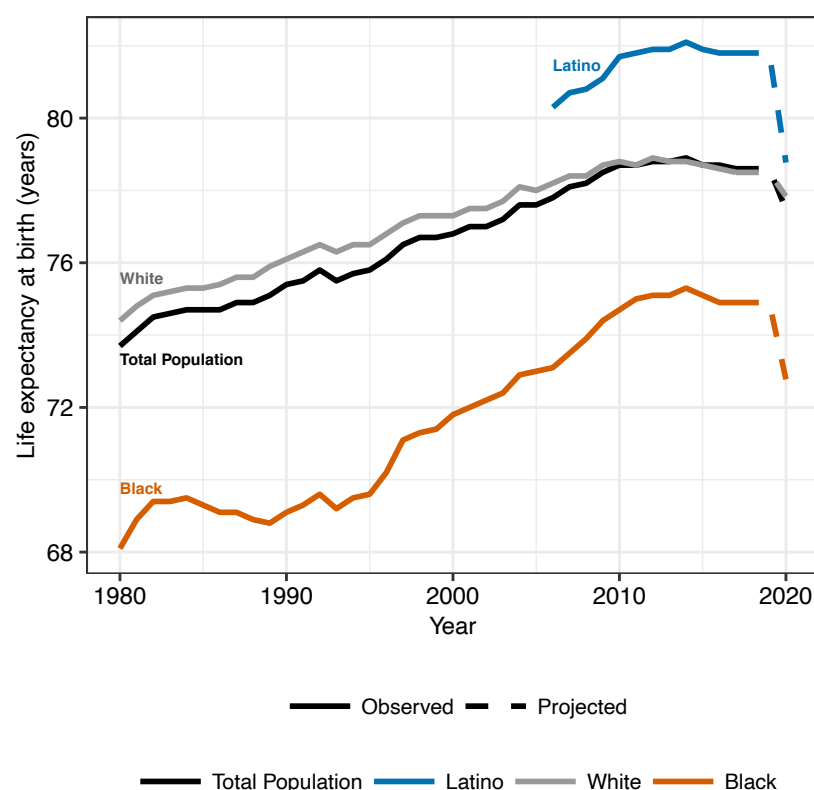 Life expectancy at birth (years)
80
76
72
68
Latino
White
Total Population
Black
1980 1990 2000 2010 2020
Year
Observed Projected
Total Population Latino White Black